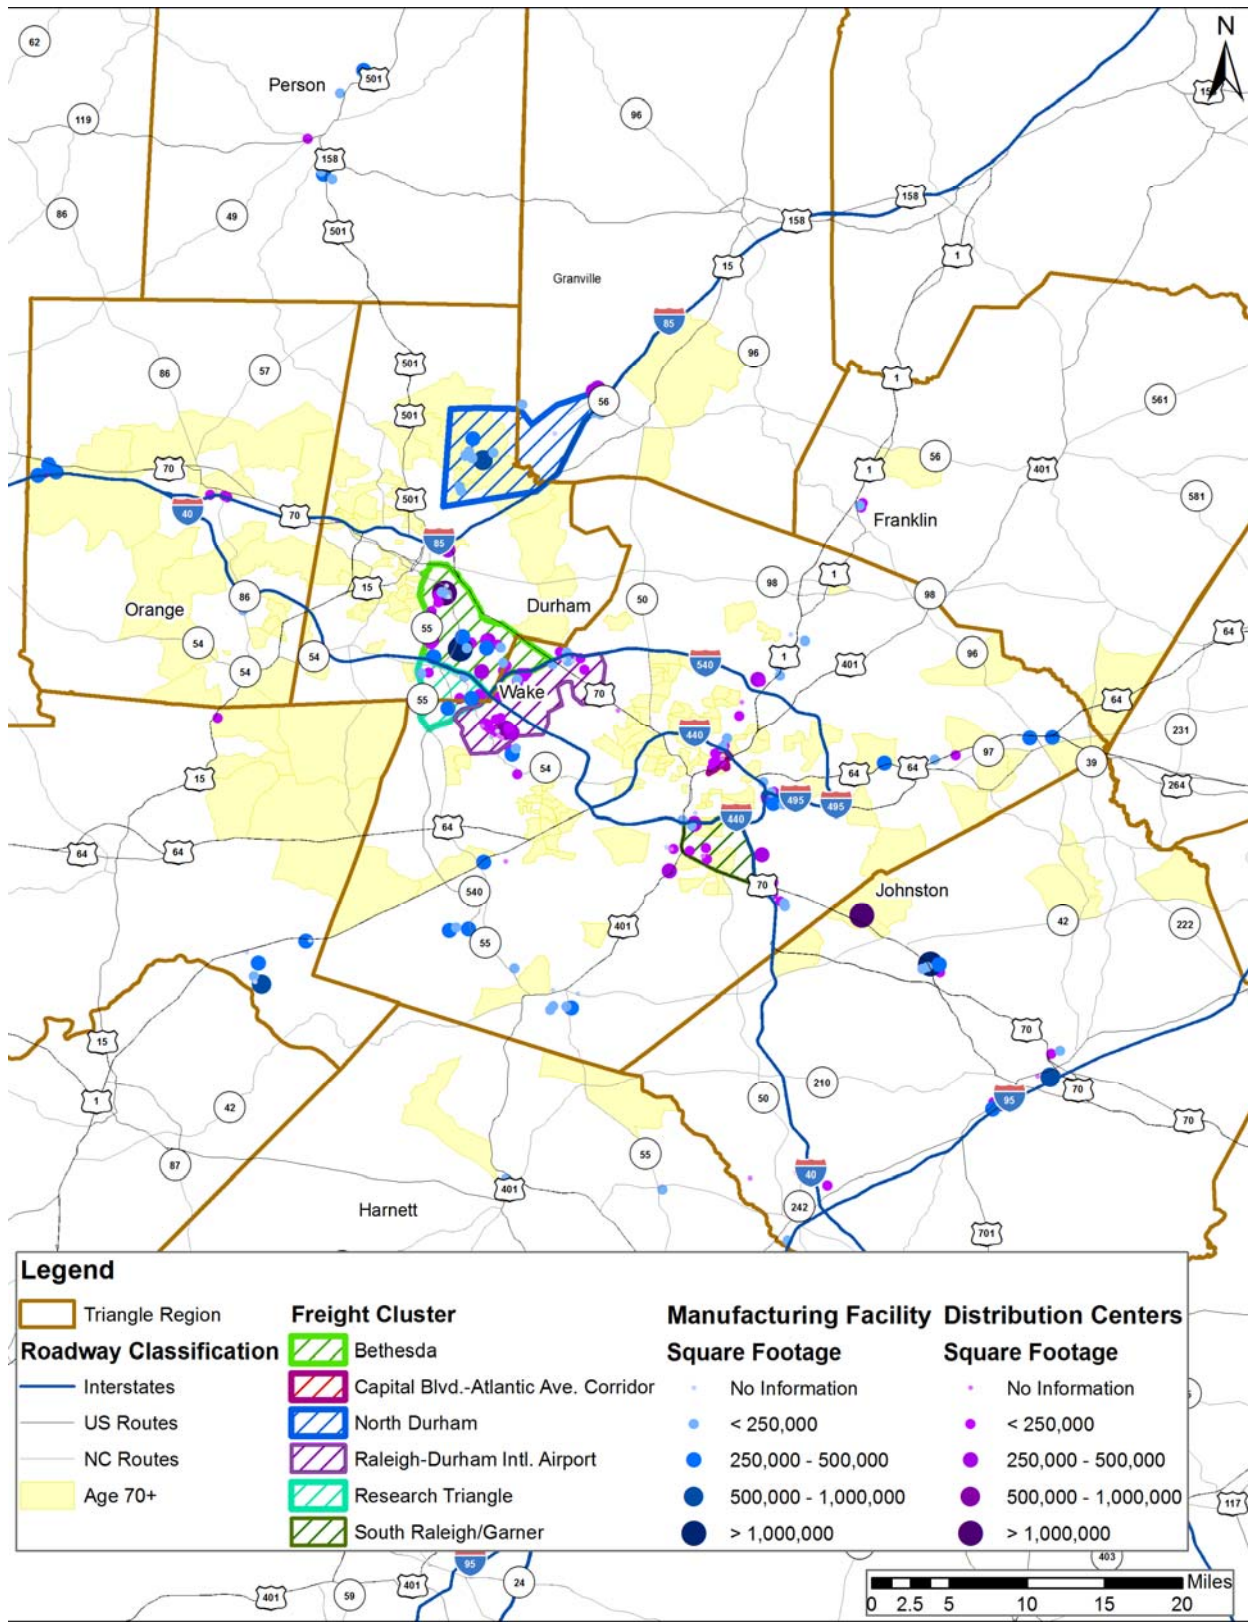 N
62
Person
501
119
96
158
158
86
49
501
158
158
15
1
Granville
85
96
86
57
501
1
501
56
561
56
70
1
401
501
581
40
70
Franklin
85
98
1
15
50
98
Orange
86
Durham
55
64
54
54
54
1
401
96
540
55
Wake
70
64
440
231
97
54
64
64
39
15
495
495
264
440
64
64
64
70
Johnston
540
401
42
222
55
15
70
210
1
42
50
95
70
70
87
55
40
401
242
Harnett
701
Legend
Triangle Region
Roadway Classification
Interstates
US Routes
NC Routes
Age 70+
Freight Cluster
Bethesda
Capital Blvd.-Atlantic Ave. Corridor
North Durham
Raleigh-Durham Intl. Airport
Research Triangle
South Raleigh/Garner
Manufacturing Facility
Square Footage
No Information
< 250,000
250,000 - 500,000
500,000 - 1,000,000
> 1,000,000
Distribution Centers
Square Footage
No Information
< 250,000
250,000 - 500,000
500,000 - 1,000,000
> 1,000,000
117
403
95
24
401
59
401
Miles
0 2.5 5 10 15 20